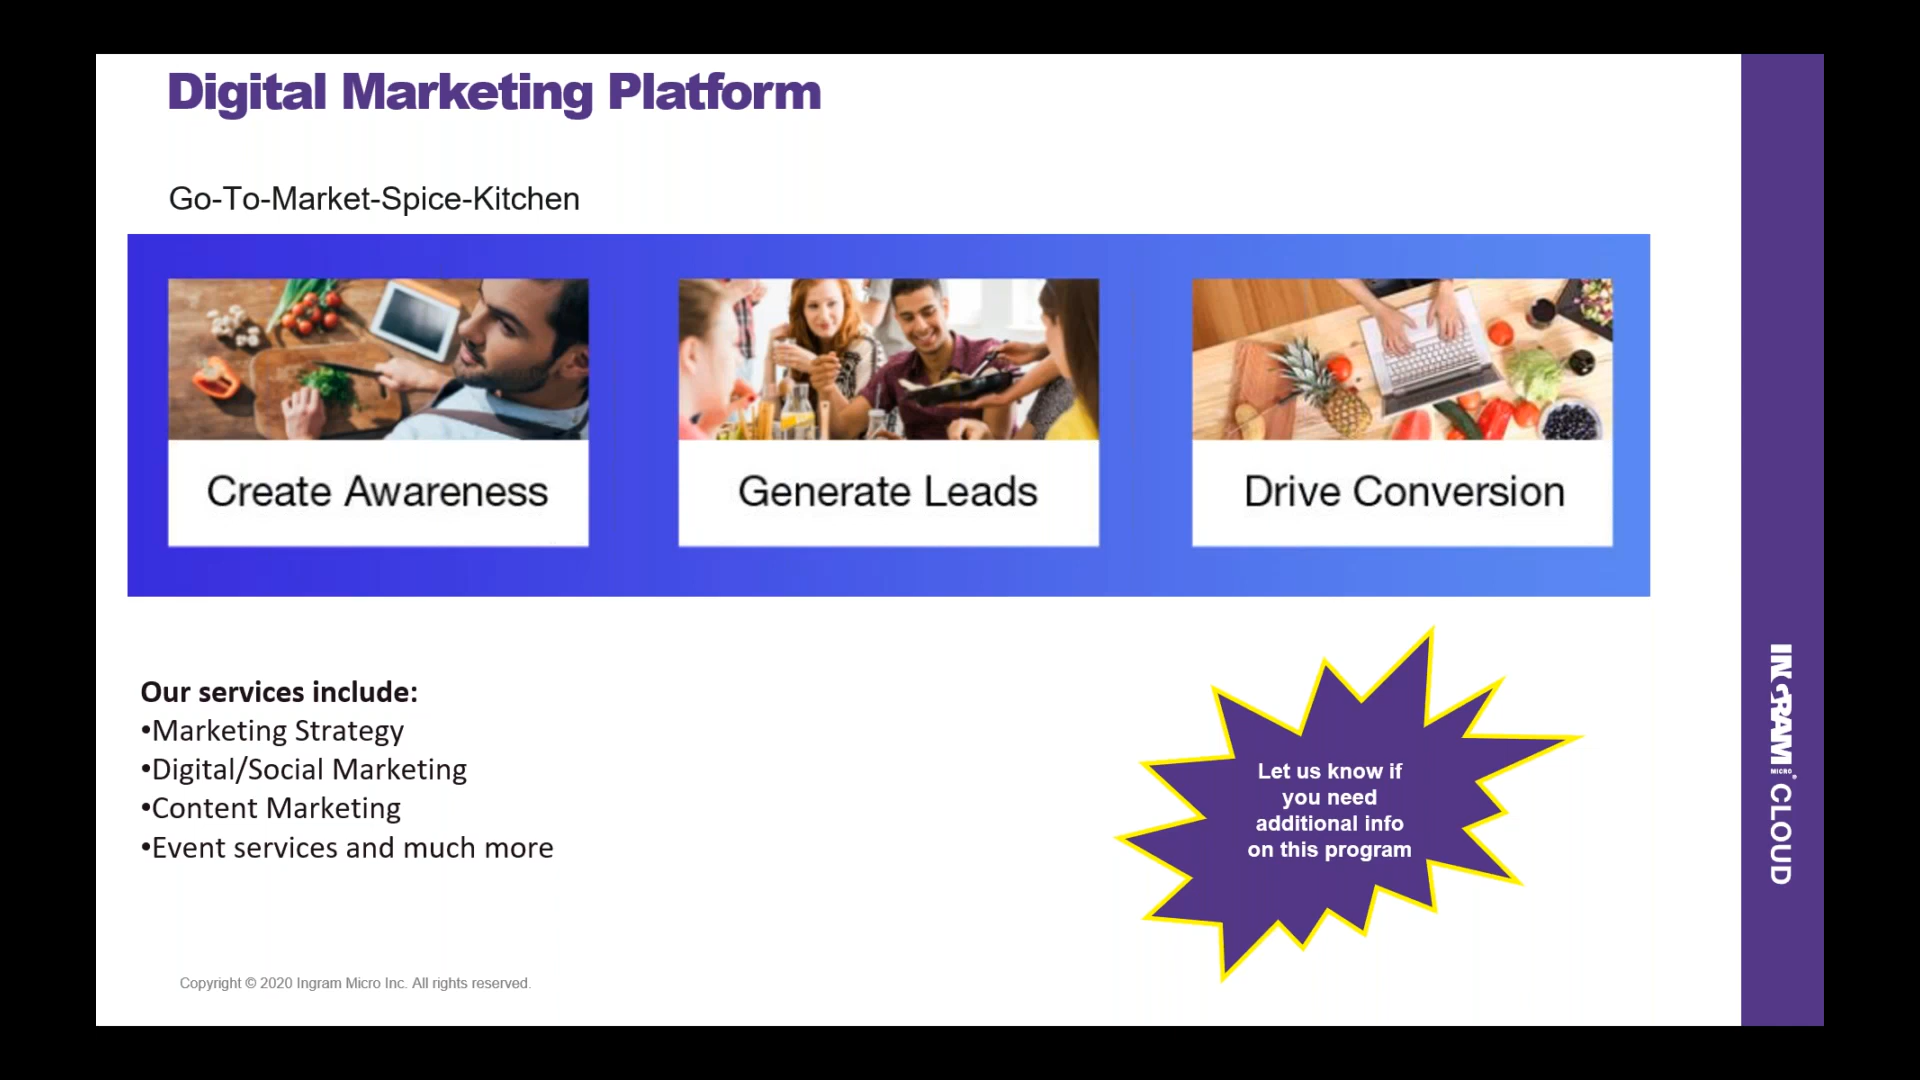 Digital Marketing Platform
Go-To-Market-Spice-Kitchen
Create Awareness
Generate Leads
Drive Conversion
Our services include:
•Marketing Strategy
•Digital/Social Marketing
•Content Marketing
•Event services and much more
Let us know if
you need
additional info
on this program
Copyright © 2020 Ingram Micro Inc. All rights reserved.
INGRAM MICRO® CLOUD